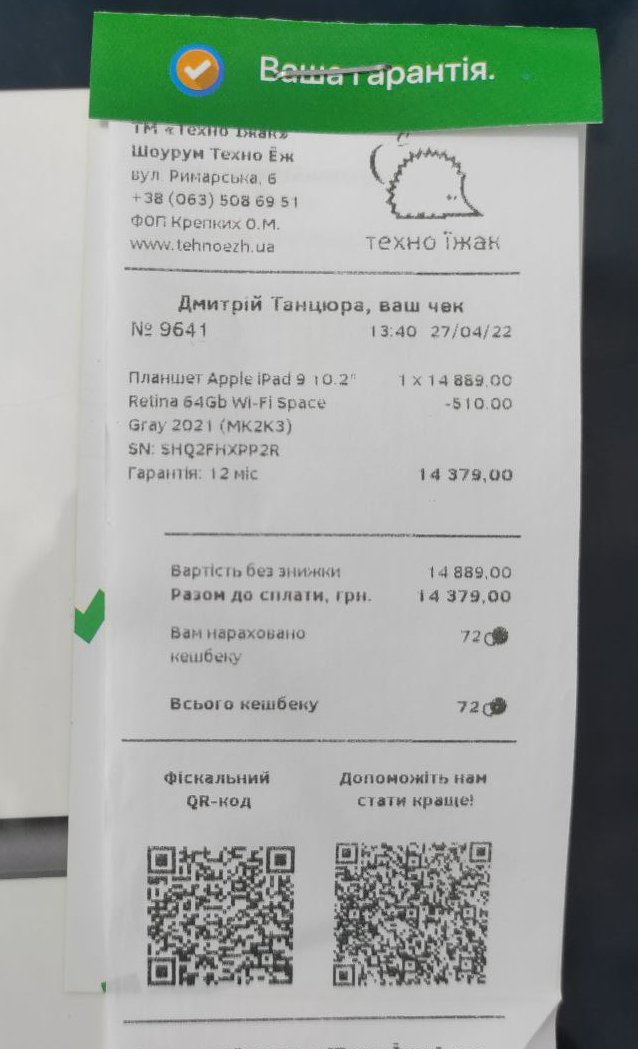 Ваша гарантія.
ТМ «Техно Їжак»
Шоурум Техно Ёж
вул. Римарська, 6
+38 (063) 508 69 51
ФОП Крепких О.М.
www.tehnoezh.ua
техно їжак
Дмитрій Танцюра, ваш чек
№ 9641 13:40 27/04/22
Планшет Apple iPad 9 10.2" 1 x 14 889,00
Retina 64Gb Wi-Fi Space -510.00
Gray 2021 (MK2K3)
SN: SHQ2FHXPP2R
Гарантія: 12 міс 14 379,00
Вартість без знижки 14 889,00
Разом до сплати, грн. 14 379,00
Вам нараховано 72
кешбеку
Всього кешбеку 72
Фіскальний
QR-код
Допоможіть нам
стати краще!